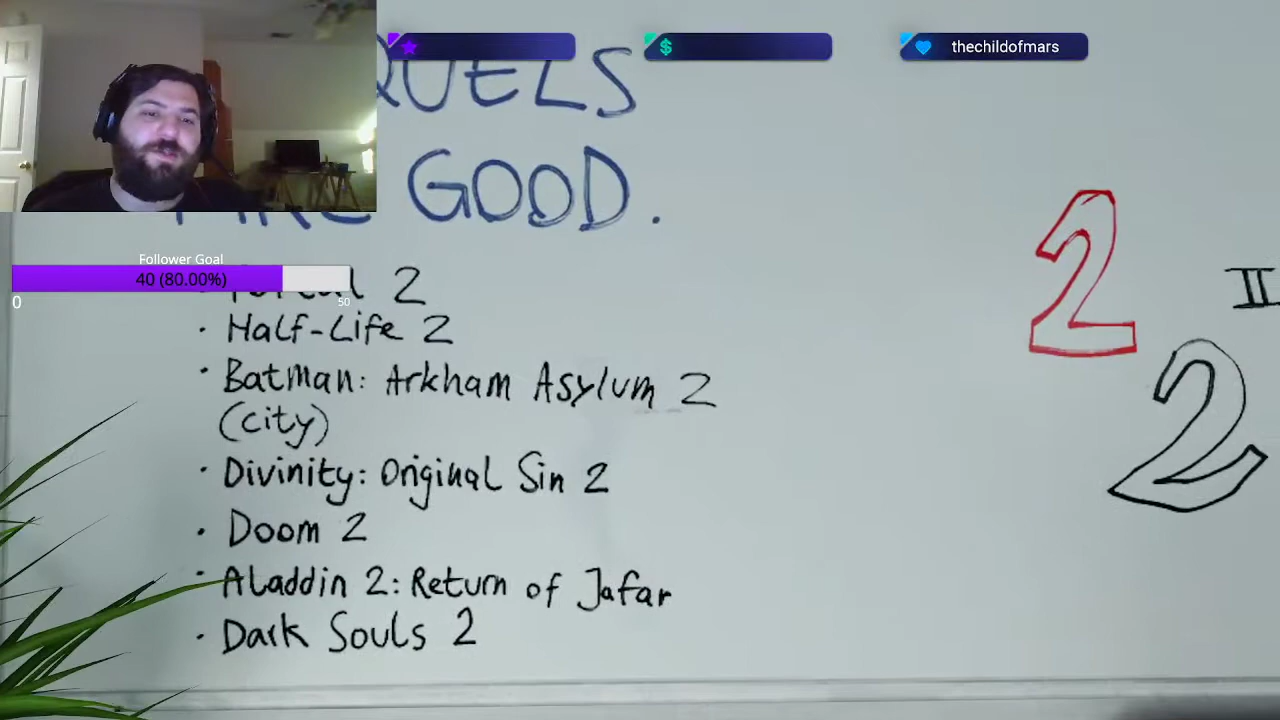 thechildofmars
GOOD.
Follower Goal
40 (80.00%)
0 50
2
· Half-Life 2
· Batman: Arkham Asylum 2
(City)
· Divinity: Original Sin 2
· Doom 2
· Aladdin 2: Return of Jafar
· Dark Souls 2
2
II
2